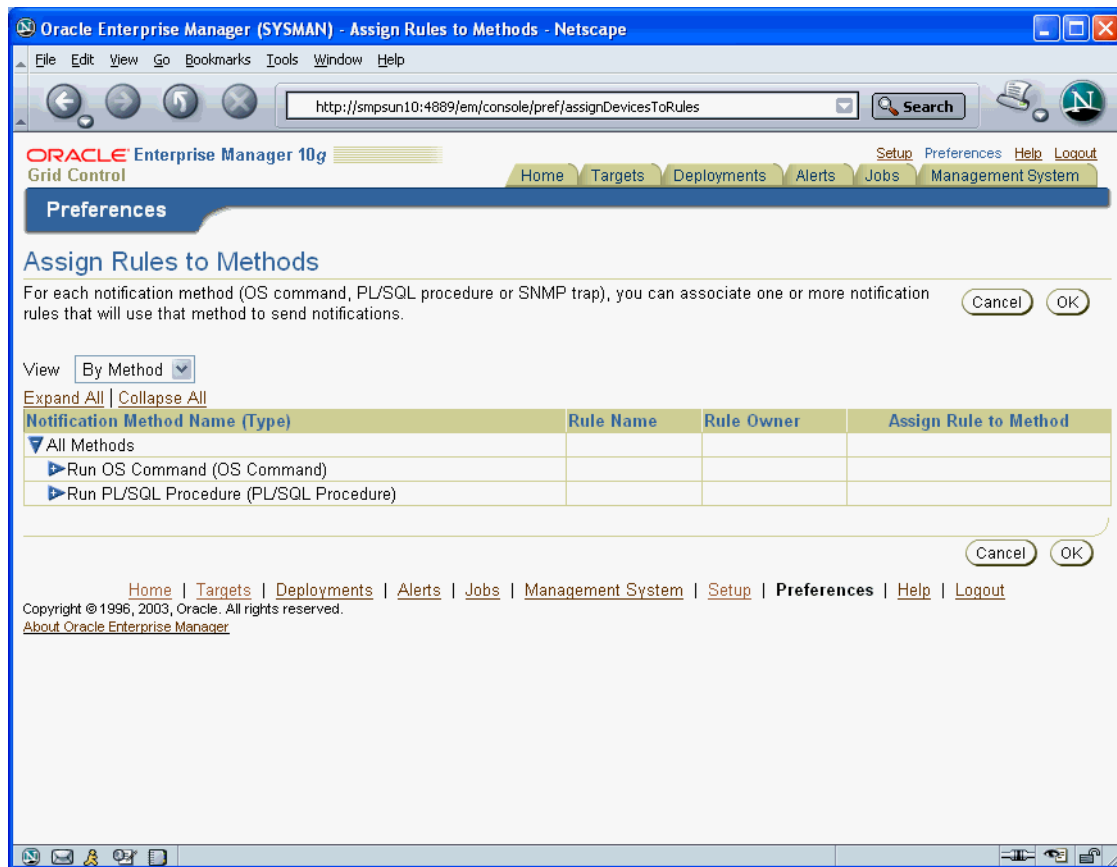 Oracle Enterprise Manager (SYSMAN) - Assign Rules to Methods - Netscape
File Edit View Go Bookmarks Tools Window Help
http://smpsun10:4889/em/console/pref/assignDevicesToRules
Search
N
ORACLE Enterprise Manager 10g
Grid Control
Setup Preferences Help Logout
Home Targets Deployments Alerts Jobs Management System
Preferences
Assign Rules to Methods
For each notification method (OS command, PL/SQL procedure or SNMP trap), you can associate one or more notification
rules that will use that method to send notifications.
Cancel OK
View By Method
Expand All | Collapse All
Notification Method Name (Type) Rule Name Rule Owner Assign Rule to Method
All Methods
Run OS Command (OS Command)
Run PL/SQL Procedure (PL/SQL Procedure)
Cancel OK
Home | Targets | Deployments | Alerts | Jobs | Management System | Setup | Preferences | Help | Logout
Copyright © 1996, 2003, Oracle. All rights reserved.
About Oracle Enterprise Manager